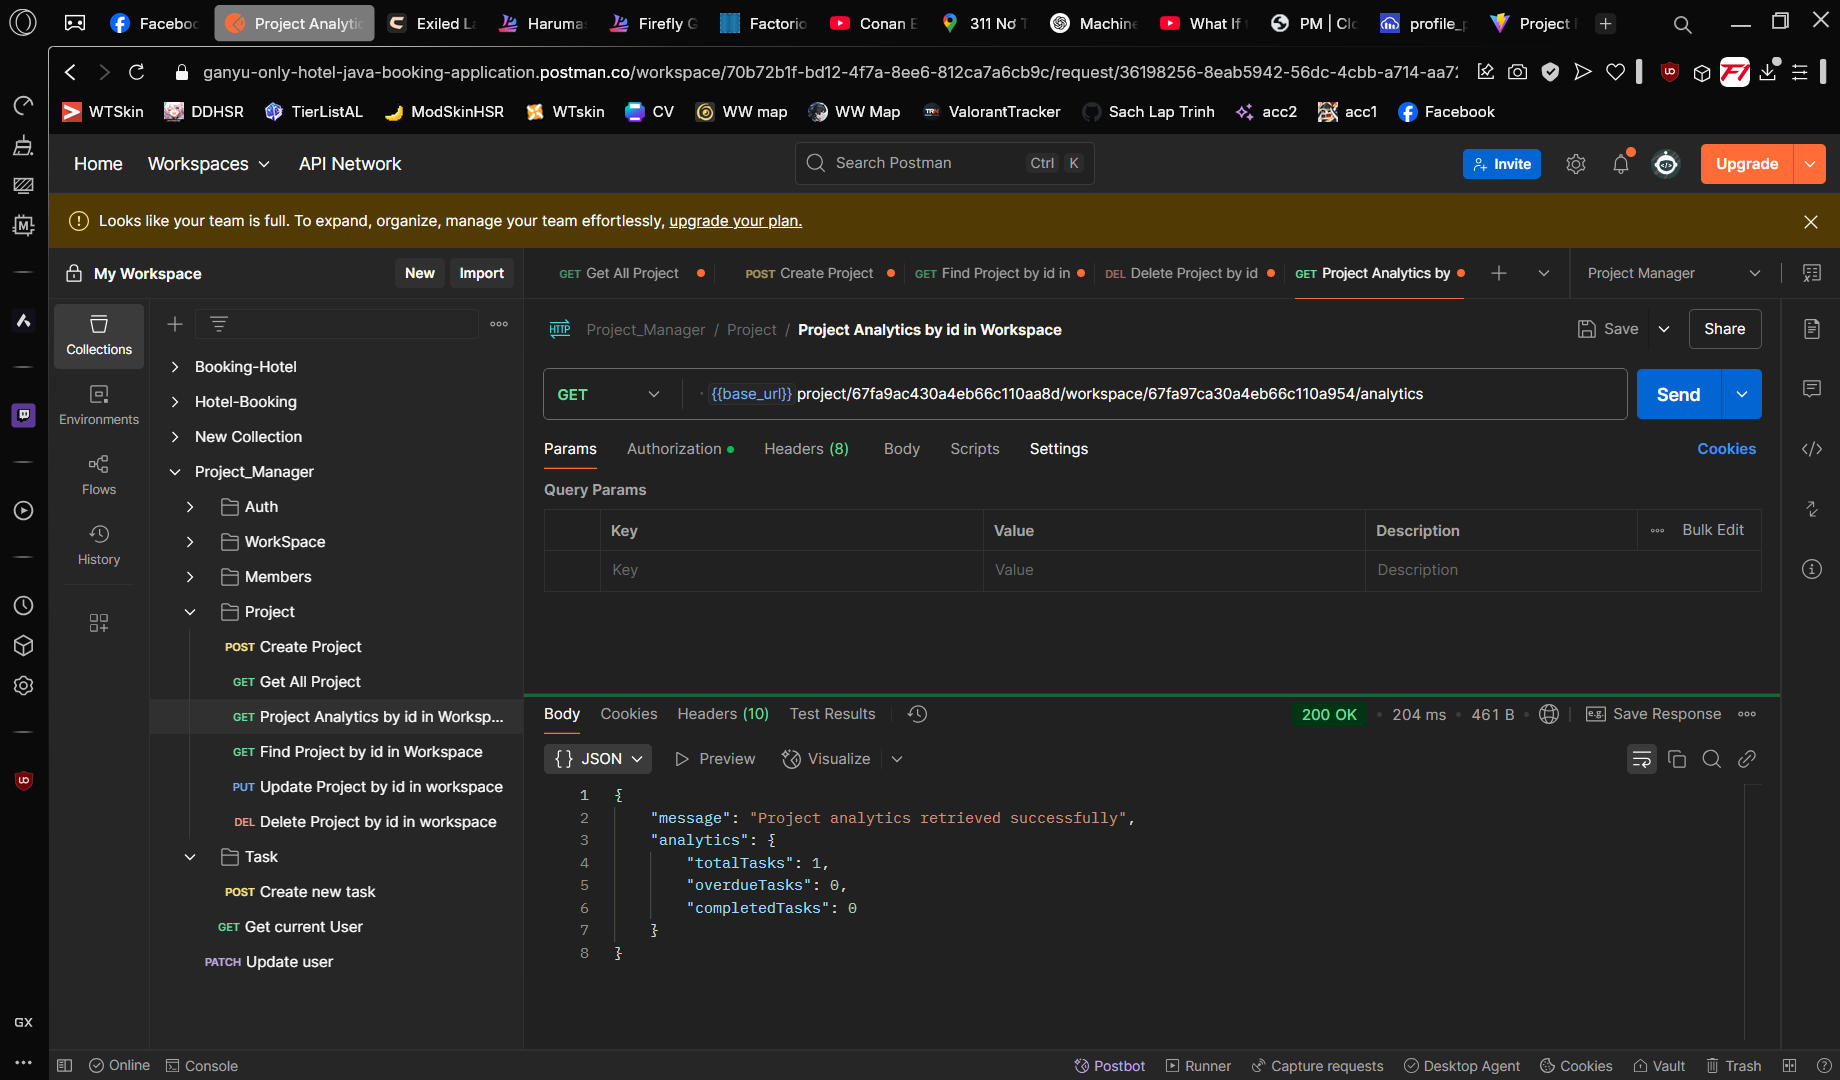 Faceboo
Project Analytic
Exiled La
Haruma
Firefly G
Factorio
Conan E
311 Nơ T
Machine
What If
PM | Clo
profile_p
Project
ganyu-only-hotel-java-booking-application.postman.co/workspace/70b72b1f-bd12-4f7a-8ee6-812ca7a6cb9c/request/36198256-8eab5942-56dc-4cbb-a714-aa72
WTSkin
DDHSR
TierListAL
ModSkinHSR
WTskin
CV
WW map
WW Map
ValorantTracker
Sach Lap Trinh
acc2
acc1
Facebook
Home
Workspaces
API Network
Search Postman
Ctrl K
Invite
Upgrade
Looks like your team is full. To expand, organize, manage your team effortlessly, upgrade your plan.
My Workspace
New
Import
GET Get All Project
POST Create Project
GET Find Project by id in
DEL Delete Project by id
GET Project Analytics by
Project Manager
Collections
Environments
Flows
History
Booking-Hotel
Hotel-Booking
New Collection
Project_Manager
Auth
WorkSpace
Members
Project
POST Create Project
GET Get All Project
GET Project Analytics by id in Worksp...
GET Find Project by id in Workspace
PUT Update Project by id in workspace
DEL Delete Project by id in workspace
Task
POST Create new task
GET Get current User
PATCH Update user
HTTP Project_Manager / Project / Project Analytics by id in Workspace
Save
Share
GET
{{base_url}} project/67fa9ac430a4eb66c110aa8d/workspace/67fa97ca30a4eb66c110a954/analytics
Send
Params
Authorization
Headers (8)
Body
Scripts
Settings
Cookies
Query Params
Key
Value
Description
Bulk Edit
Key
Value
Description
Body
Cookies
Headers (10)
Test Results
200 OK
204 ms
461 B
e.g. Save Response
{} JSON
Preview
Visualize
1 {
2 "message": "Project analytics retrieved successfully",
3 "analytics": {
4 "totalTasks": 1,
5 "overdueTasks": 0,
6 "completedTasks": 0
7 }
8 }
GX
Online
Console
Postbot
Runner
Capture requests
Desktop Agent
Cookies
Vault
Trash